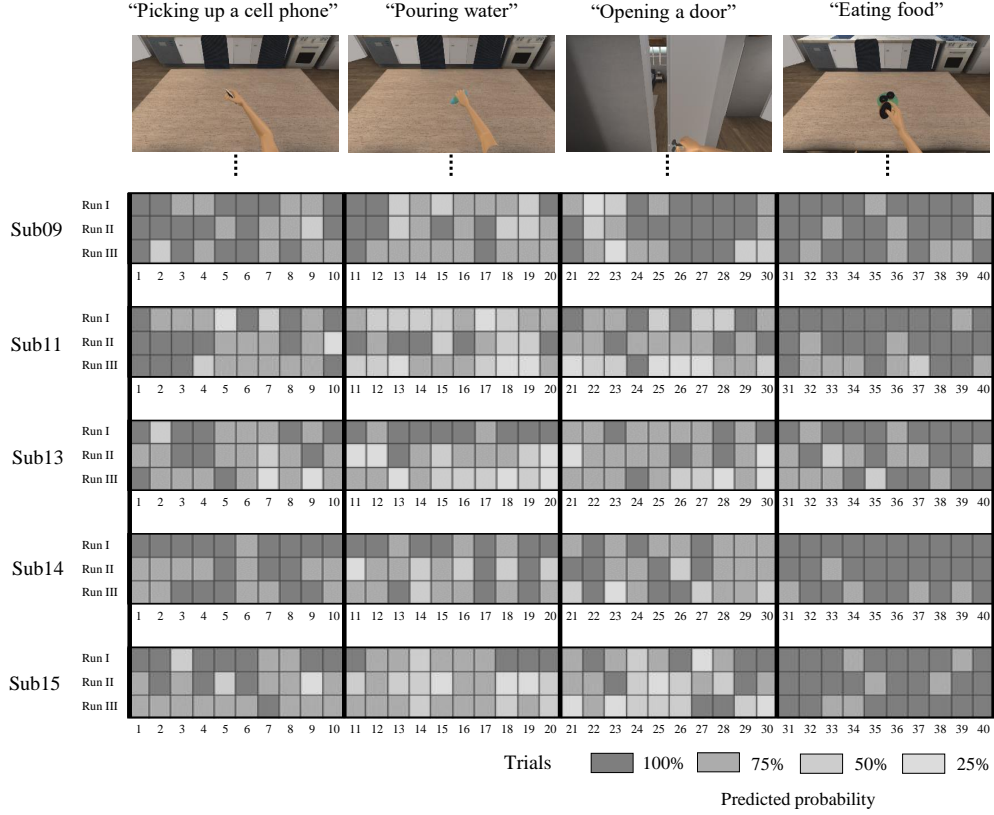 “Picking up a cell phone” “Pouring water” “Opening a door” “Eating food”
Run I
Sub09 Run II
Run III
1 2 3 4 5 6 7 8 9 10 11 12 13 14 15 16 17 18 19 20 21 22 23 24 25 26 27 28 29 30 31 32 33 34 35 36 37 38 39 40
Run I
Sub11 Run II
Run III
1 2 3 4 5 6 7 8 9 10 11 12 13 14 15 16 17 18 19 20 21 22 23 24 25 26 27 28 29 30 31 32 33 34 35 36 37 38 39 40
Run I
Sub13 Run II
Run III
1 2 3 4 5 6 7 8 9 10 11 12 13 14 15 16 17 18 19 20 21 22 23 24 25 26 27 28 29 30 31 32 33 34 35 36 37 38 39 40
Run I
Sub14 Run II
Run III
1 2 3 4 5 6 7 8 9 10 11 12 13 14 15 16 17 18 19 20 21 22 23 24 25 26 27 28 29 30 31 32 33 34 35 36 37 38 39 40
Run I
Sub15 Run II
Run III
1 2 3 4 5 6 7 8 9 10 11 12 13 14 15 16 17 18 19 20 21 22 23 24 25 26 27 28 29 30 31 32 33 34 35 36 37 38 39 40
Trials 100% 75% 50% 25%
Predicted probability